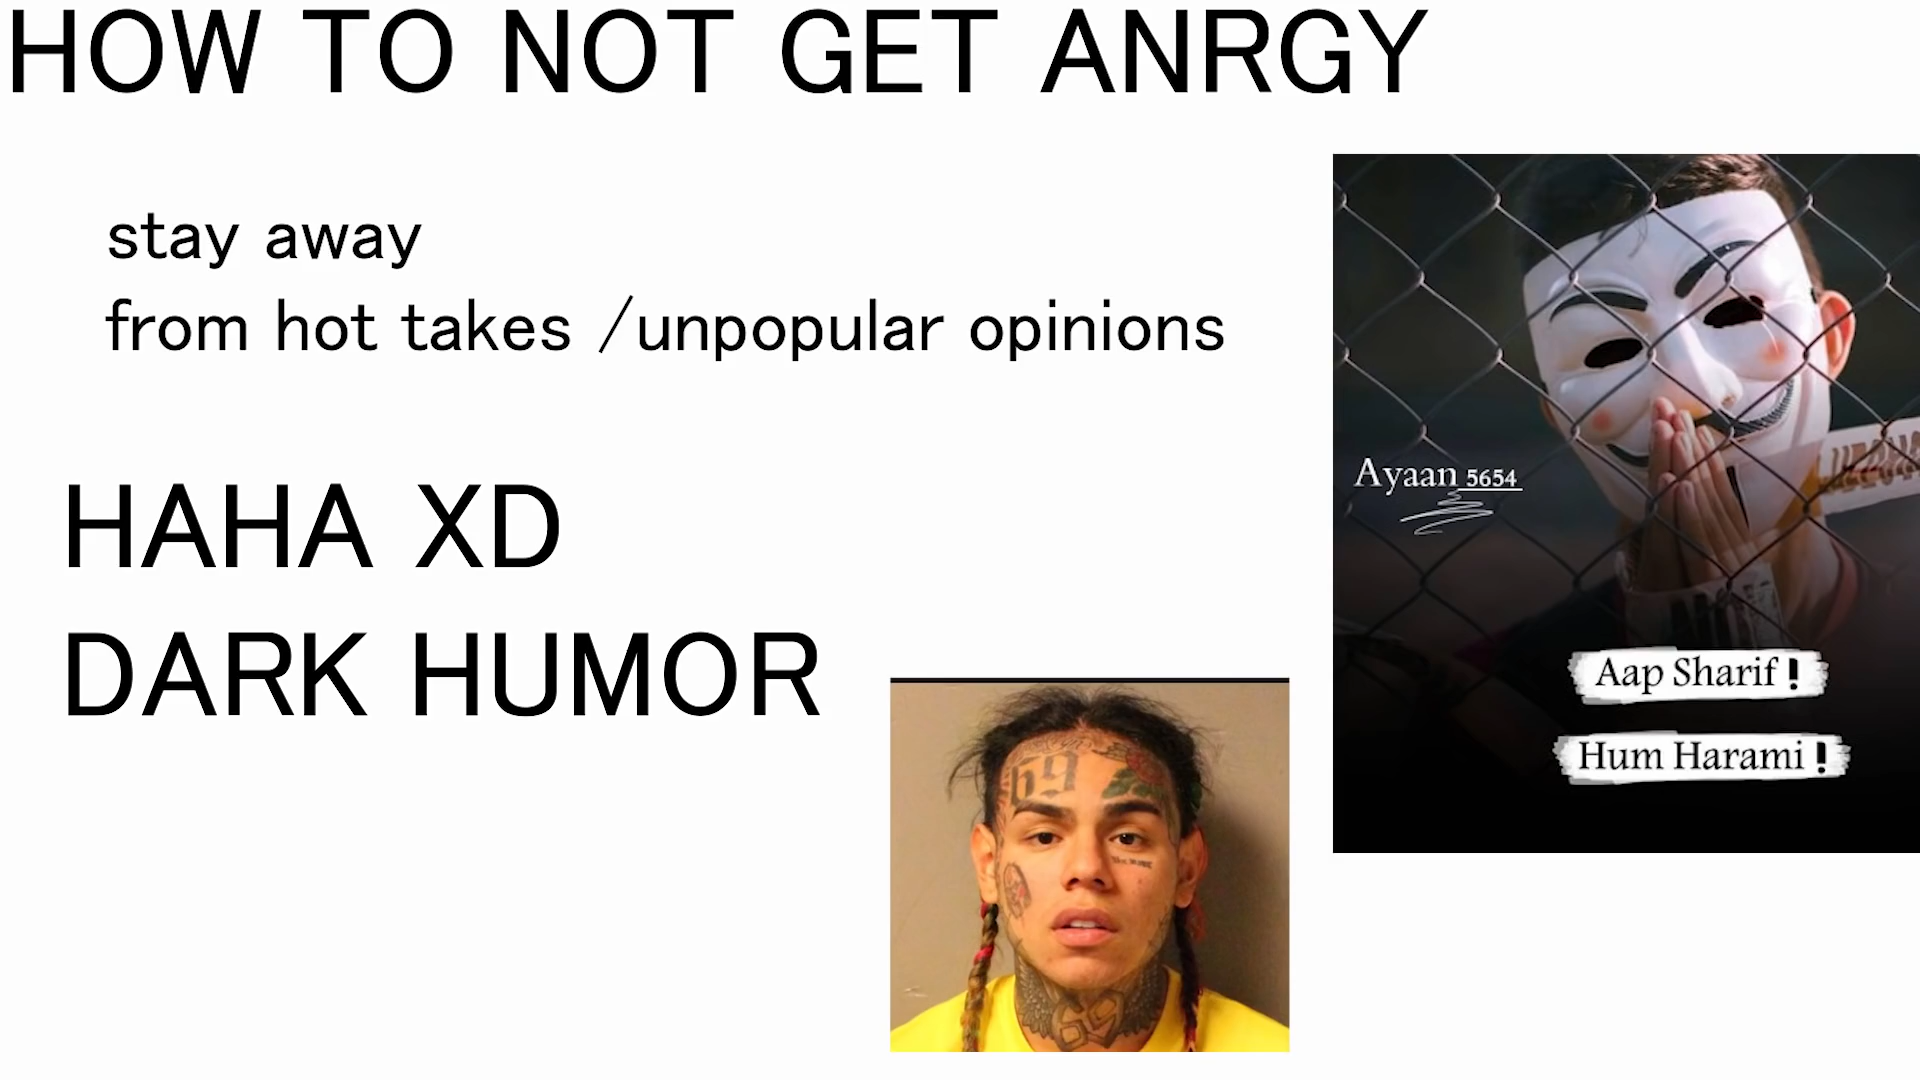 HOW TO NOT GET ANRGY
stay away
from hot takes /unpopular opinions
HAHA XD
DARK HUMOR
Ayaan 5654
Aap Sharif !
Hum Harami !
69